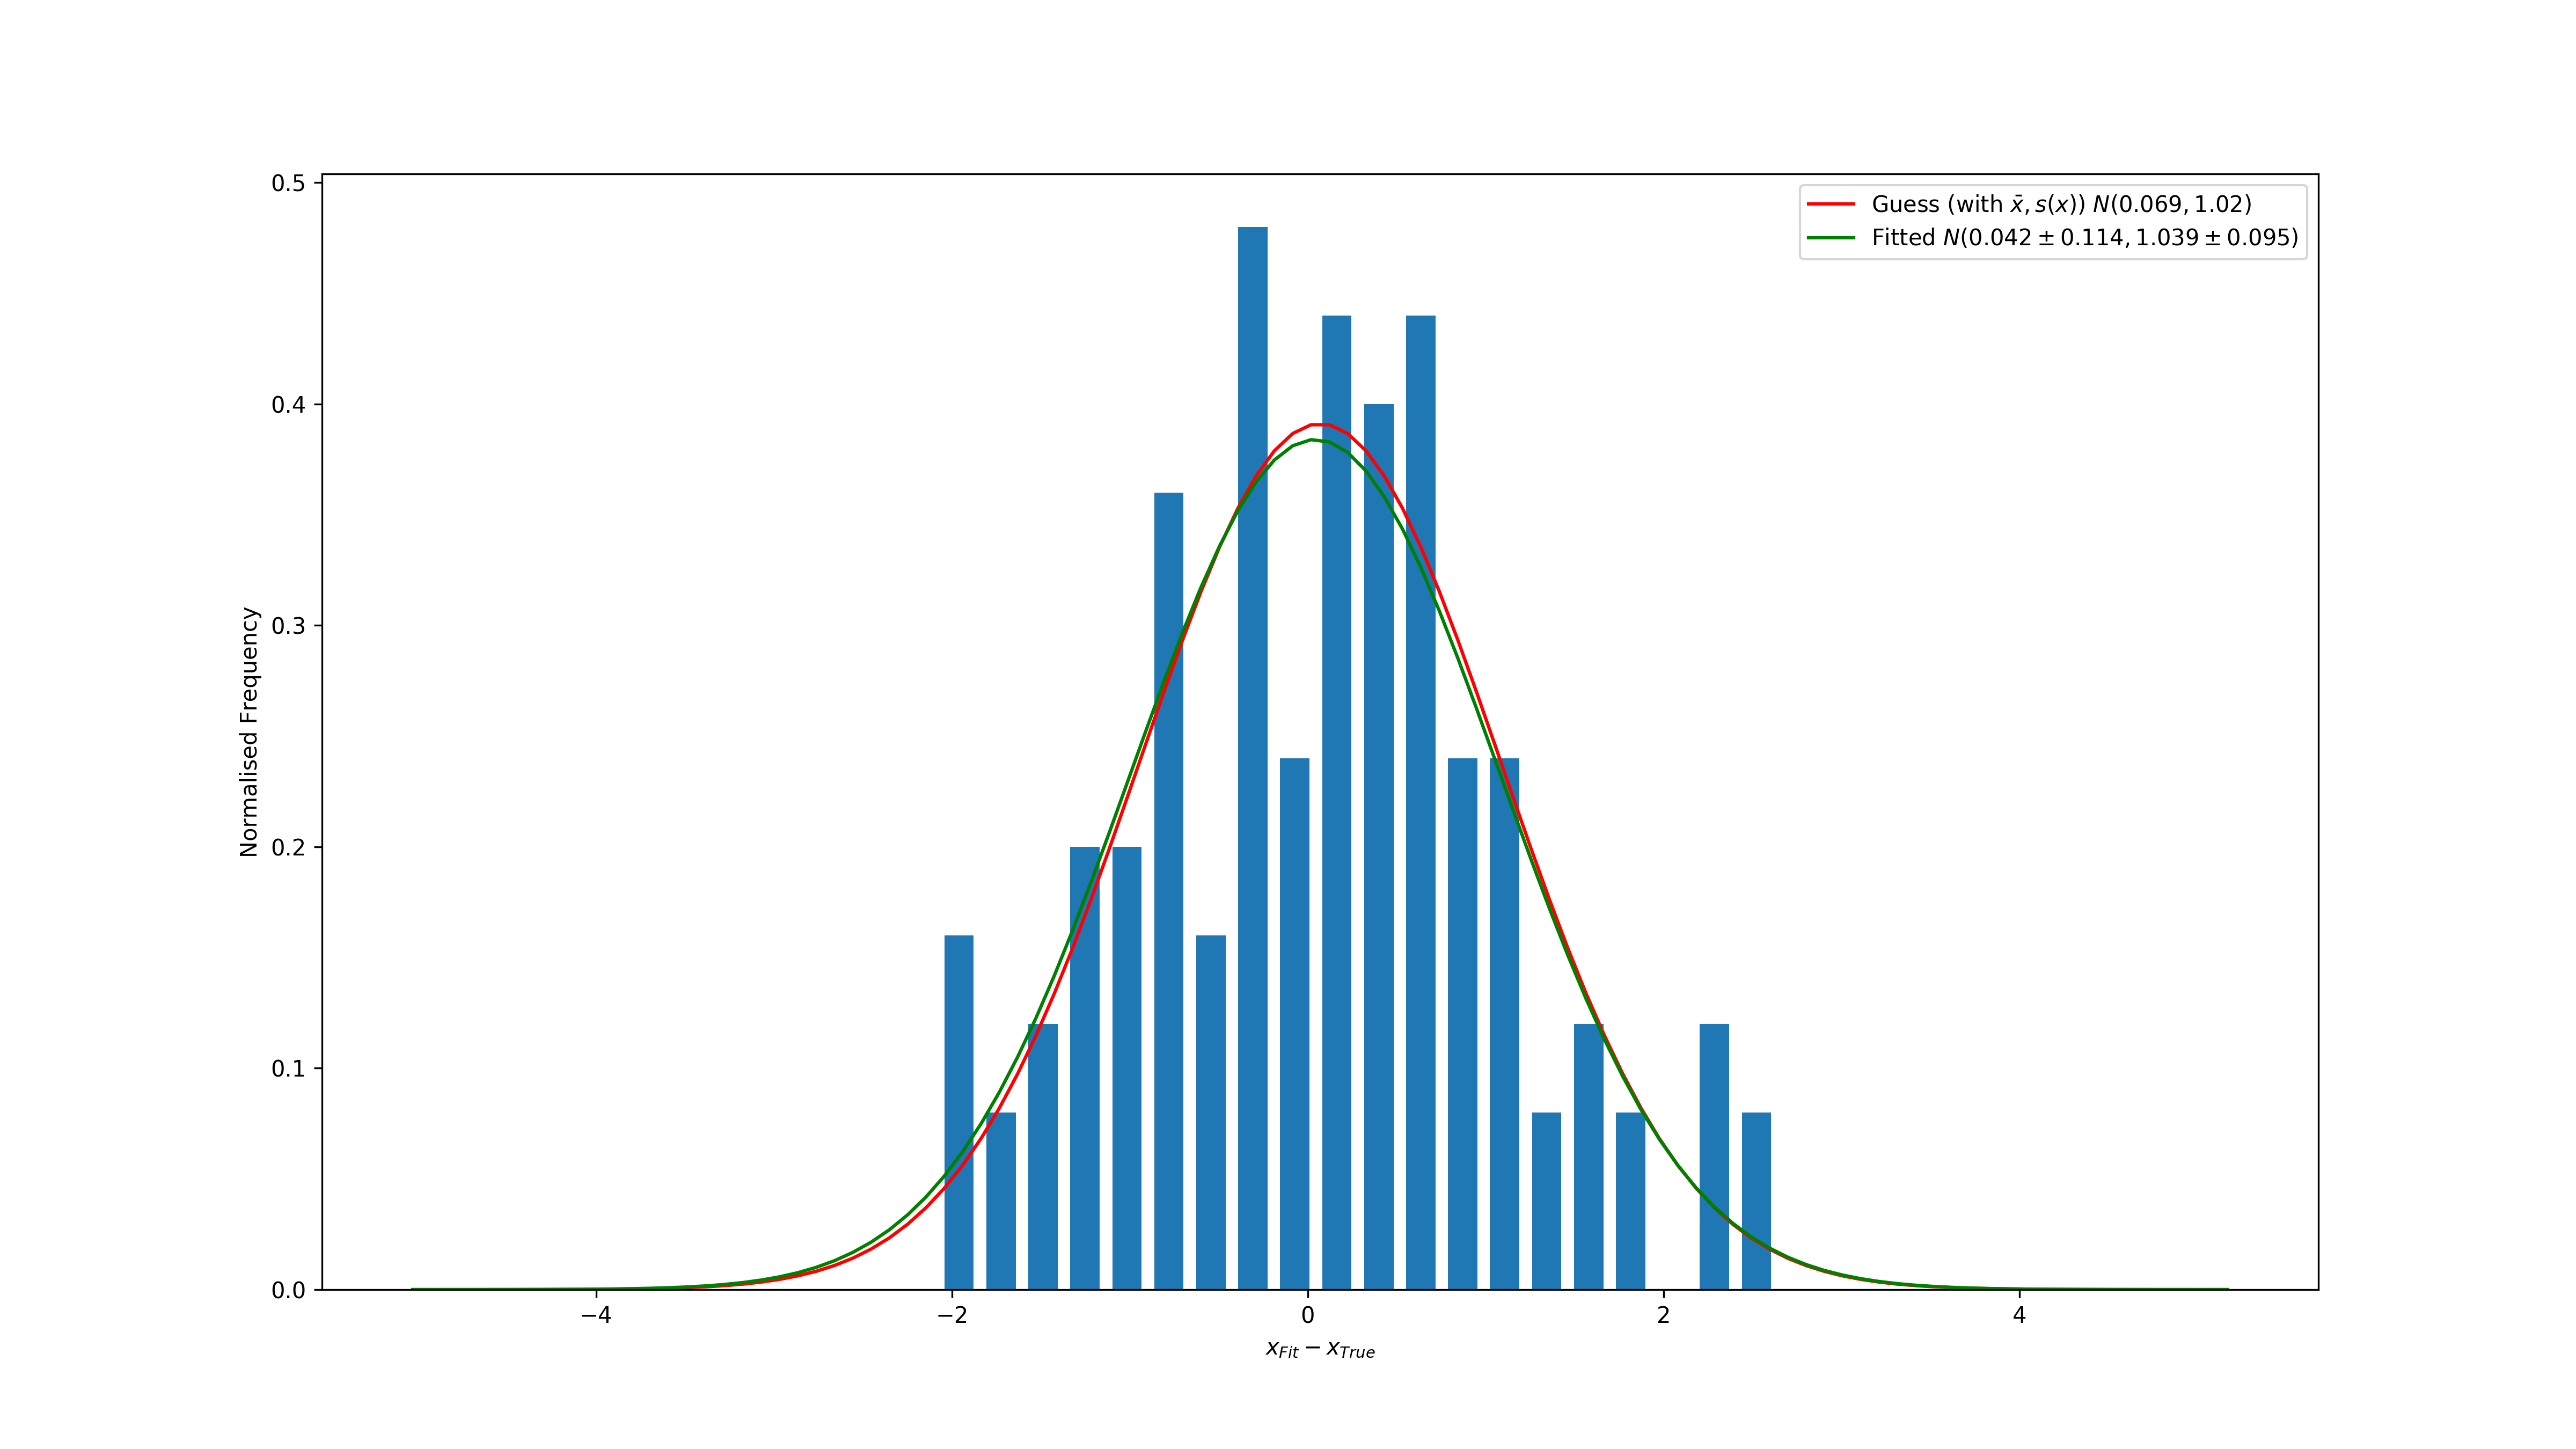 0.5
0.4
0.3
0.2
0.1
0.0
Normalised Frequency
Guess (with x̄, s(x)) N(0.069, 1.02)
Fitted N(0.042 ± 0.114, 1.039 ± 0.095)
−4 −2 0 2 4
x_Fit − x_True